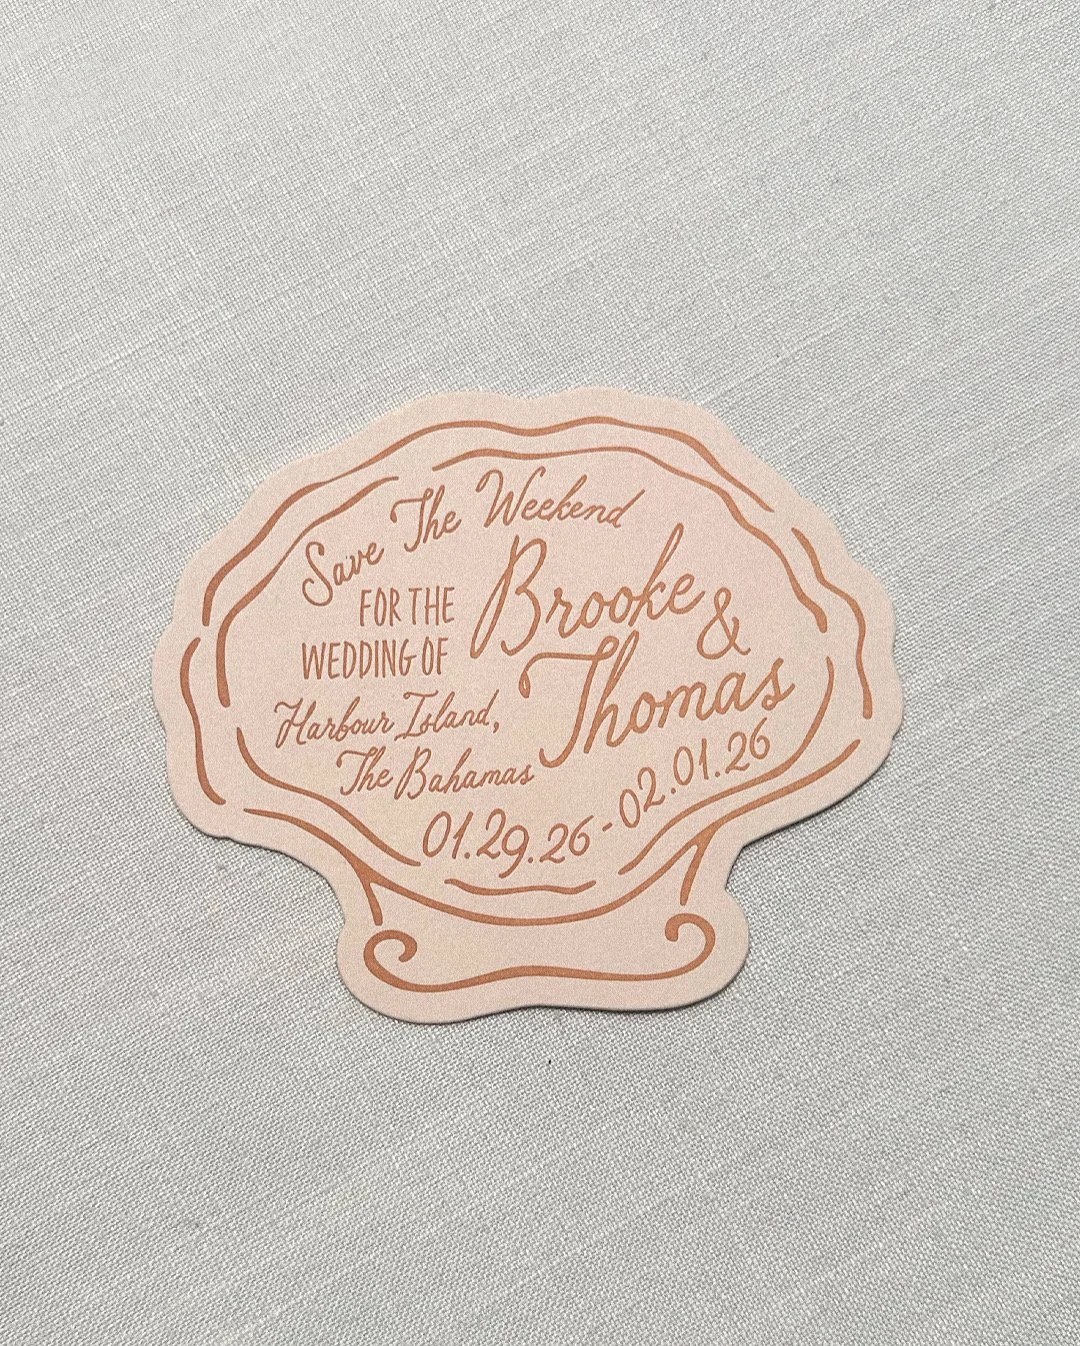 Save The Weekend
FOR THE
WEDDING OF
Brooke &
Thomas
Harbour Island,
The Bahamas
01.29.26 - 02.01.26